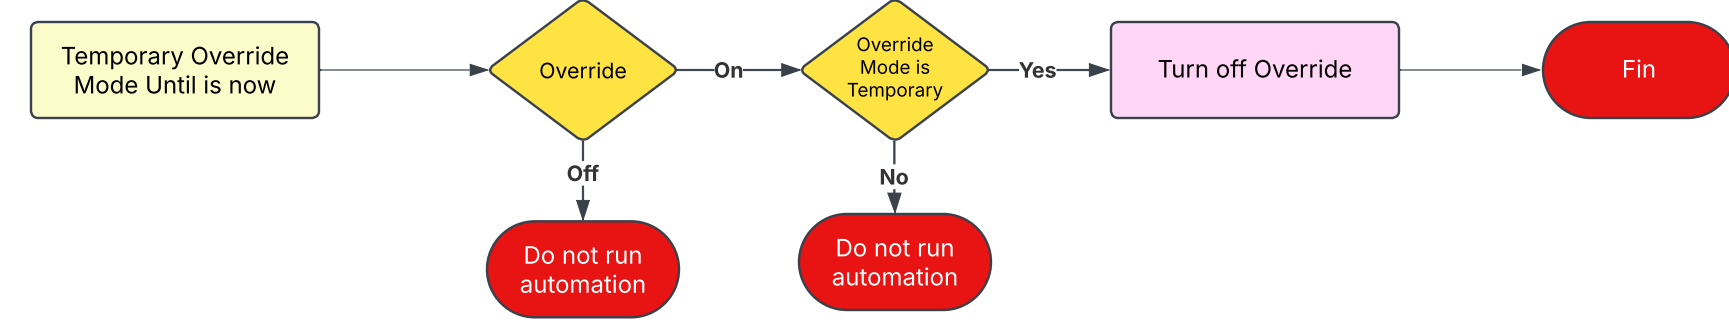 Temporary Override
Mode Until is now
Override
On
Override
Mode is
Temporary
Yes
Turn off Override
Fin
Off
No
Do not run
automation
Do not run
automation